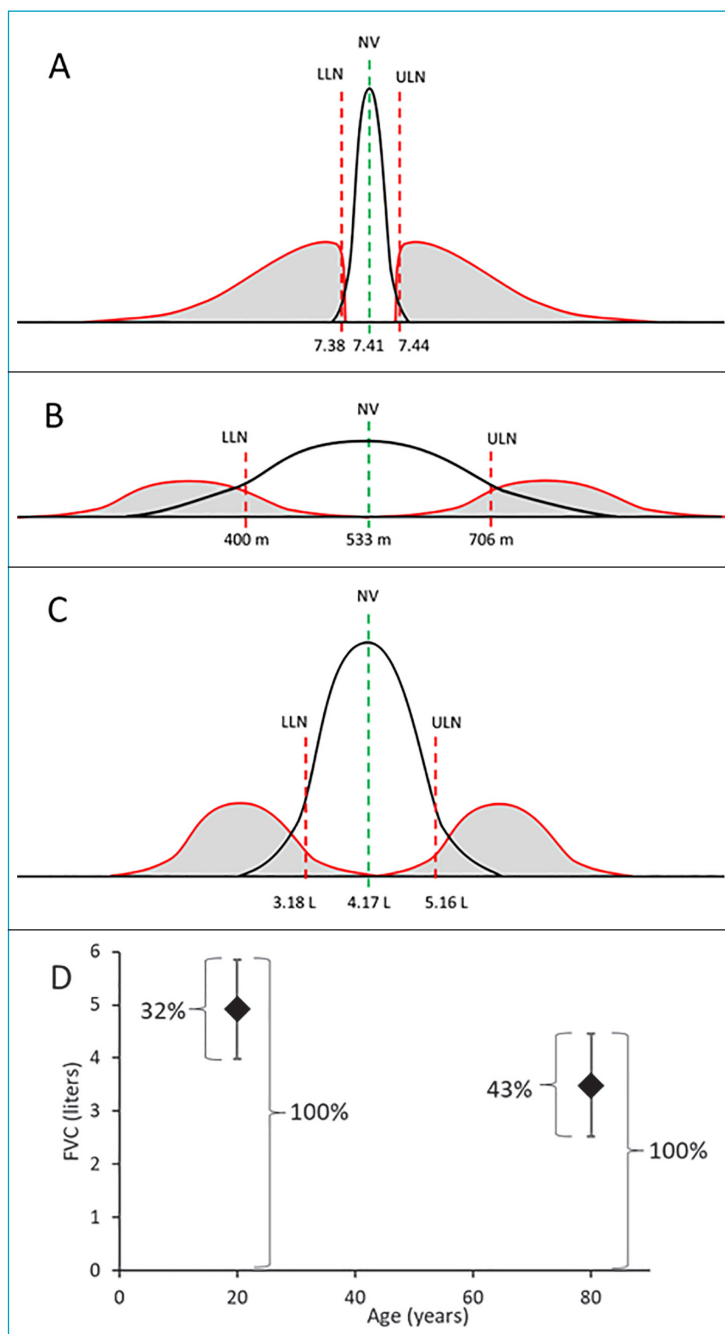 A
NV
LLN
ULN
7.38 7.41 7.44
B
NV
LLN
ULN
400 m 533 m 706 m
C
NV
LLN
ULN
3.18 L 4.17 L 5.16 L
D
FVC (liters)
6
5
4
3
2
1
0
32%
100%
43%
100%
0 20 40 60 80
Age (years)